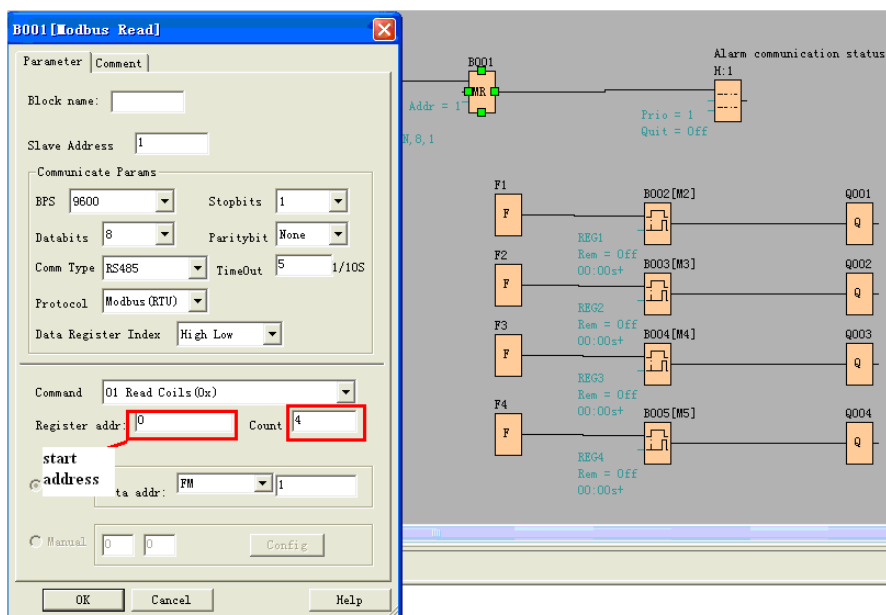 B001[Modbus Read]
Parameter Comment
Block name:
Slave Address 1
Communicate Params
BPS 9600 Stopbits 1
Databits 8 Paritybit None
Comm Type RS485 TimeOut 5 1/10S
Protocol Modbus(RTU)
Data Register Index High Low
Command 01 Read Coils(0x)
Register addr: 0 Count 4
start
address
ta addr: FM 1
Manual 0 0 Config
OK Cancel Help
B001
MR
Addr = 1
N,8,1
Alarm communication status
H:1
Prio = 1
Quit = Off
F1
F
B002[M2]
REG1
Rem = Off
00:00s+
Q001
Q
F2
F
B003[M3]
REG2
Rem = Off
00:00s+
Q002
Q
F3
F
B004[M4]
REG3
Rem = Off
00:00s+
Q003
Q
F4
F
B005[M5]
REG4
Rem = Off
00:00s+
Q004
Q